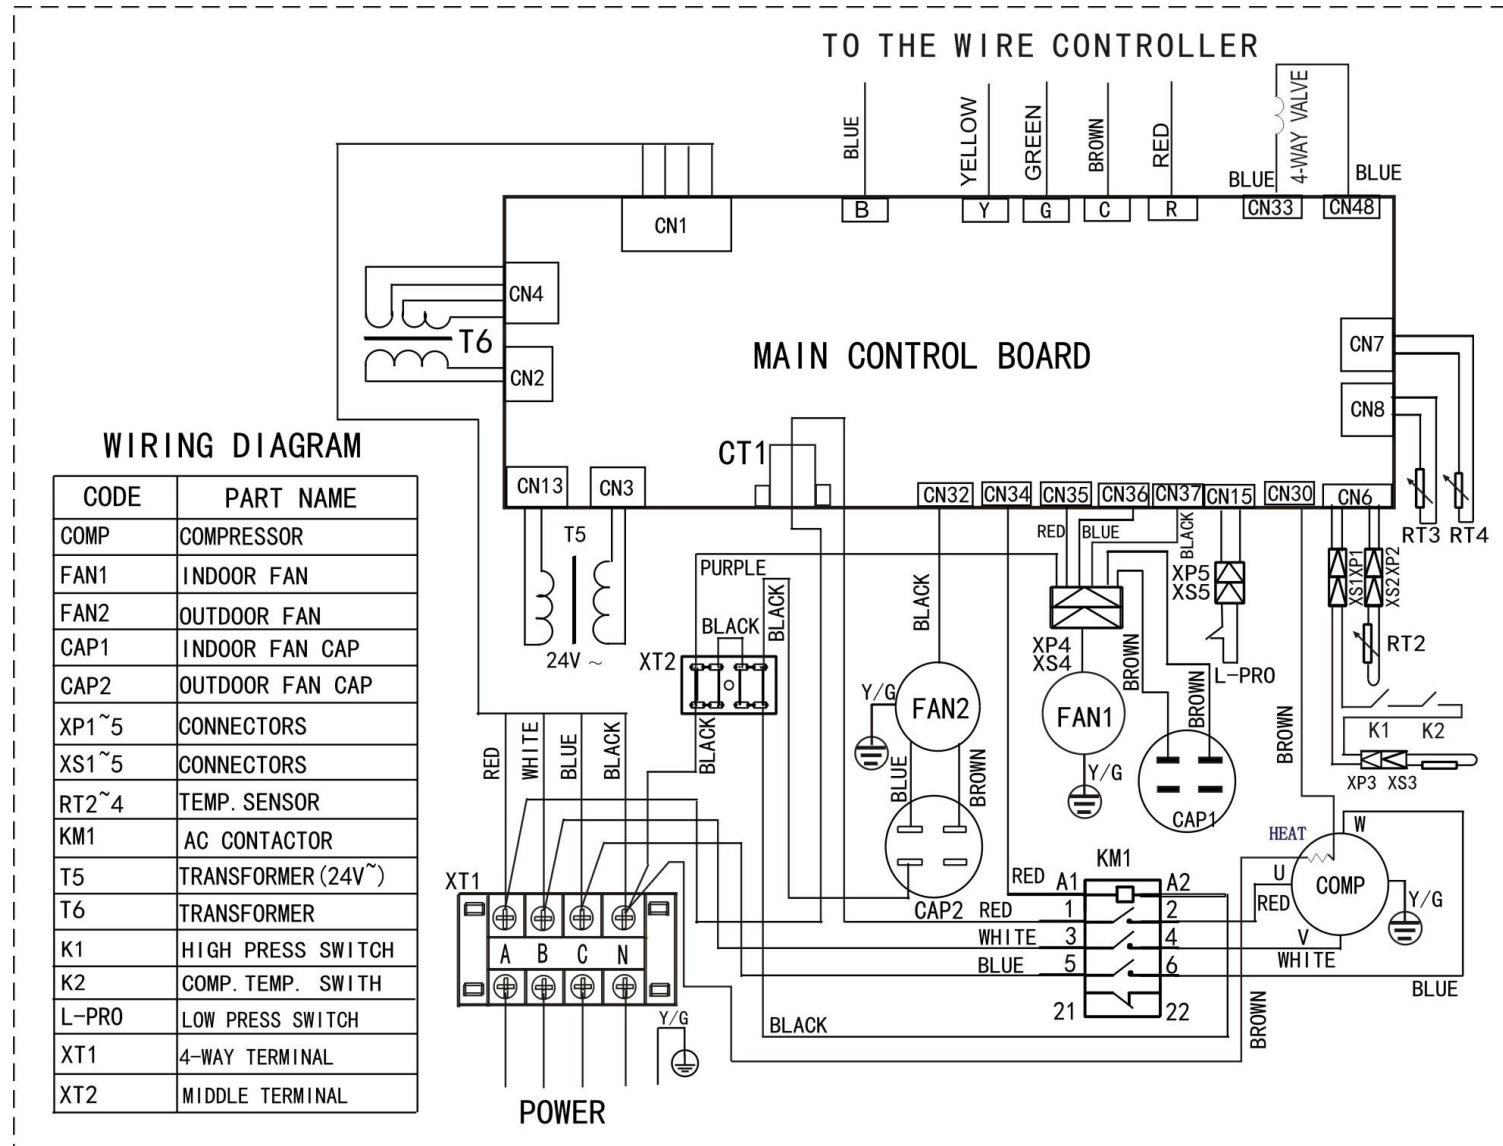 TO THE WIRE CONTROLLER
BLUE
YELLOW
GREEN
BROWN
RED
4-WAY VALVE
BLUE
BLUE
CN1
B
Y
G
C
R
CN33
CN48
CN4
T6
CN2
MAIN CONTROL BOARD
CN7
CN8
CT1
CN13
CN3
CN32
CN34
CN35
CN36
CN37
CN15
CN30
CN6
RT3
RT4
WIRING DIAGRAM
CODE PART NAME
COMP COMPRESSOR
FAN1 INDOOR FAN
FAN2 OUTDOOR FAN
CAP1 INDOOR FAN CAP
CAP2 OUTDOOR FAN CAP
XP1~5 CONNECTORS
XS1~5 CONNECTORS
RT2~4 TEMP. SENSOR
KM1 AC CONTACTOR
T5 TRANSFORMER(24V~)
T6 TRANSFORMER
K1 HIGH PRESS SWITCH
K2 COMP. TEMP. SWITH
L-PRO LOW PRESS SWITCH
XT1 4-WAY TERMINAL
XT2 MIDDLE TERMINAL
T5
24V ~
RED
BLUE
BLACK
PURPLE
BLACK
BLACK
XT2
BLACK
BLACK
XP4
XS4
BROWN
BROWN
XP5
XS5
L-PRO
XS1XP1
XS2XP2
RT2
K1
K2
XP3
XS3
Y/G
FAN2
FAN1
Y/G
BLUE
BROWN
CAP1
CAP2
BROWN
RED
WHITE
BLUE
BLACK
XT1
A
B
C
N
Y/G
POWER
KM1
RED
A1
A2
RED
1
2
WHITE
3
4
BLUE
5
6
21
22
BLACK
BROWN
HEAT
W
U
RED
COMP
Y/G
V
WHITE
BLUE